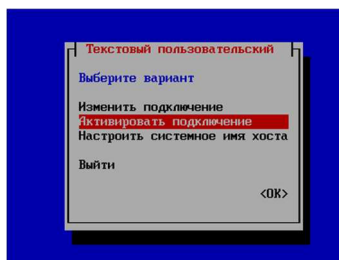 Текстовый пользовательский
Выберите вариант
Изменить подключение
Активировать подключение
Настроить системное имя хоста
Выйти
<OK>